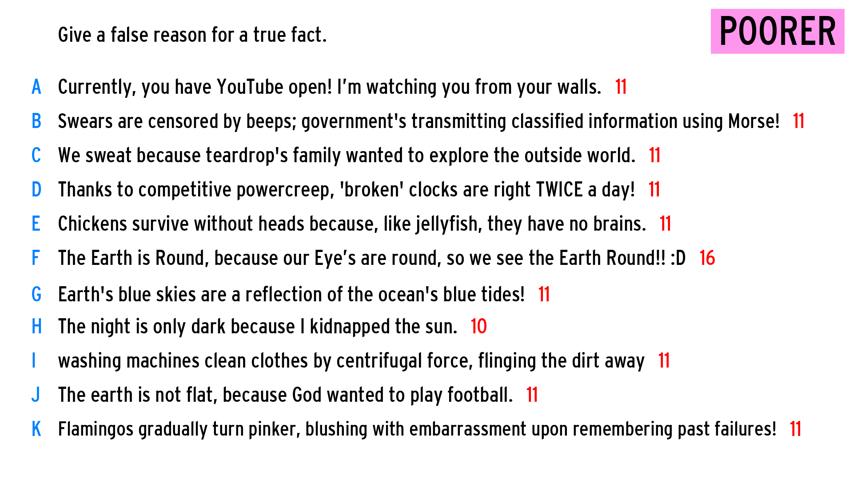 Give a false reason for a true fact.
POORER
A Currently, you have YouTube open! I'm watching you from your walls. 11
B Swears are censored by beeps; government's transmitting classified information using Morse! 11
C We sweat because teardrop's family wanted to explore the outside world. 11
D Thanks to competitive powercreep, 'broken' clocks are right TWICE a day! 11
E Chickens survive without heads because, like jellyfish, they have no brains. 11
F The Earth is Round, because our Eye’s are round, so we see the Earth Round!! :D 16
G Earth's blue skies are a reflection of the ocean's blue tides! 11
H The night is only dark because I kidnapped the sun. 10
I washing machines clean clothes by centrifugal force, flinging the dirt away 11
J The earth is not flat, because God wanted to play football. 11
K Flamingos gradually turn pinker, blushing with embarrassment upon remembering past failures! 11